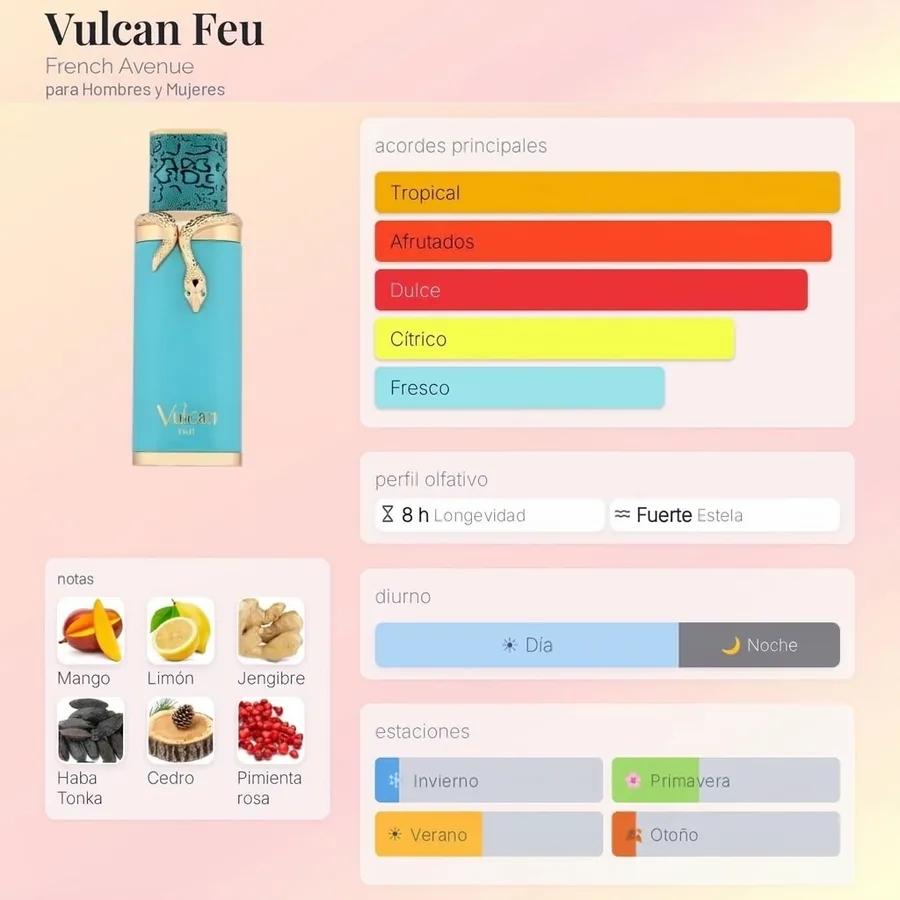 Vulcan Feu
French Avenue
para Hombres y Mujeres
acordes principales
Tropical
Afrutados
Dulce
Cítrico
Fresco
Vulcan
perfil olfativo
8 h Longevidad
Fuerte Estela
notas
Mango
Limón
Jengibre
Haba
Tonka
Cedro
Pimienta
rosa
diurno
Día
Noche
estaciones
Invierno
Primavera
Verano
Otoño